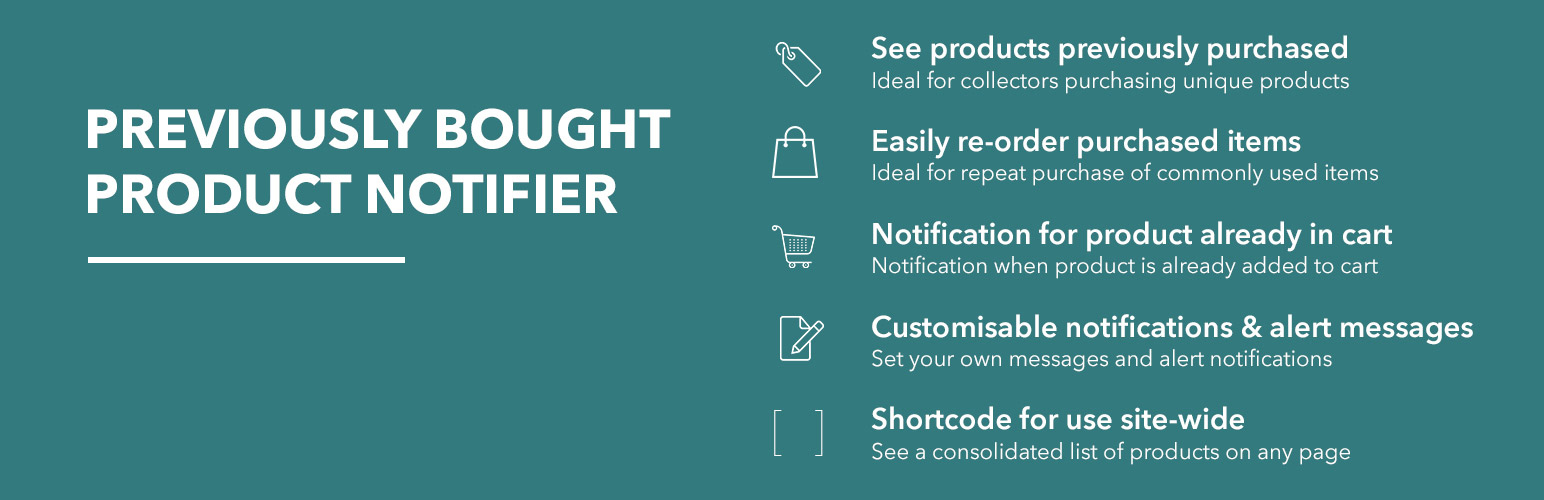 PREVIOUSLY BOUGHT
PRODUCT NOTIFIER
See products previously purchased
Ideal for collectors purchasing unique products
Easily re-order purchased items
Ideal for repeat purchase of commonly used items
Notification for product already in cart
Notification when product is already added to cart
Customisable notifications & alert messages
Set your own messages and alert notifications
Shortcode for use site-wide
See a consolidated list of products on any page